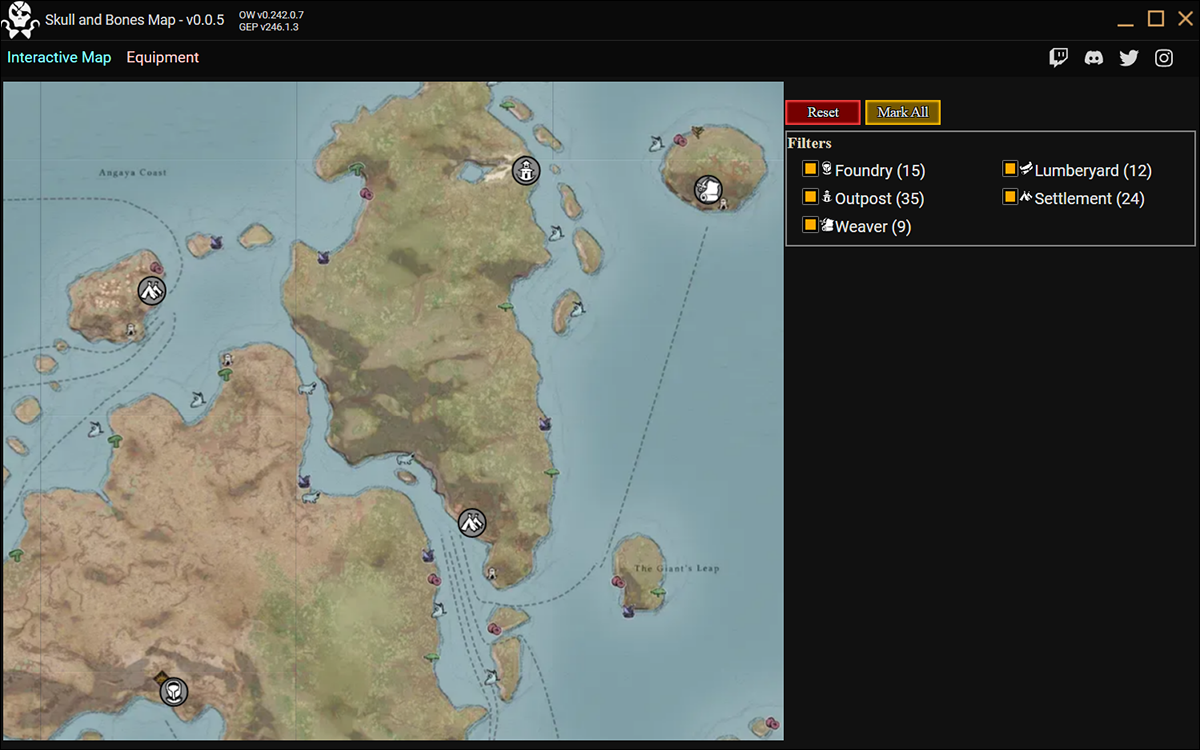 Skull and Bones Map - v0.0.5
OW v0.242.0.7
GEP v246.1.3
Interactive Map
Equipment
Angaya Coast
The Giant's Leap
Reset
Mark All
Filters
Foundry (15)
Lumberyard (12)
Outpost (35)
Settlement (24)
Weaver (9)